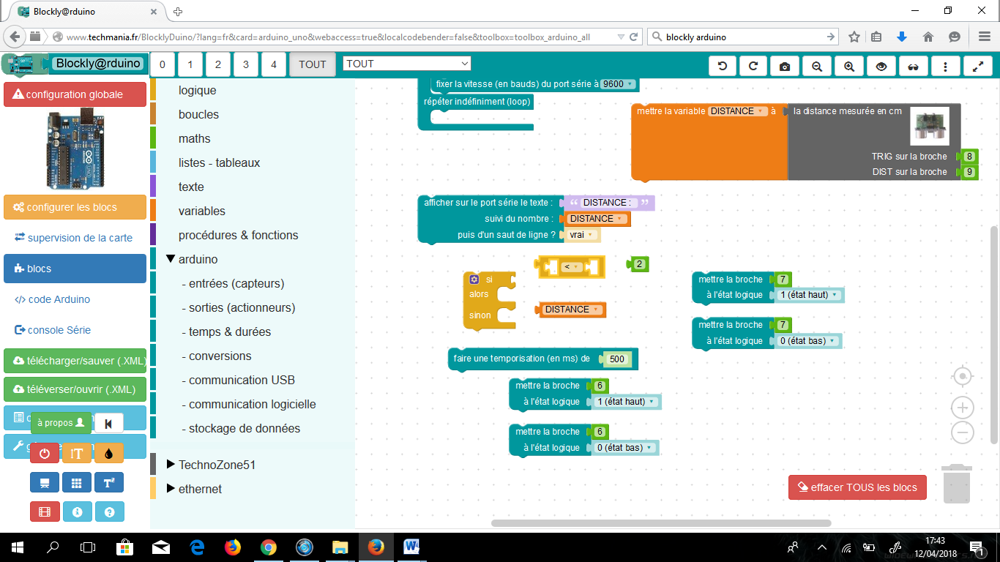 Blockly@rduino
www.techmania.fr/BlocklyDuino/?lang=fr&card=arduino_uno&webaccess=true&localcodebender=false&toolbox=toolbox_arduino_all
blockly arduino
Blockly@rduino
0
1
2
3
4
TOUT
TOUT
configuration globale
configurer les blocs
supervision de la carte
blocs
code Arduino
console Série
télécharger/sauver (.XML)
téléverser/ouvrir (.XML)
à propos
logique
boucles
maths
listes - tableaux
texte
variables
procédures & fonctions
arduino
- entrées (capteurs)
- sorties (actionneurs)
- temps & durées
- conversions
- communication USB
- communication logicielle
- stockage de données
TechnoZone51
ethernet
fixer la vitesse (en bauds) du port série à 9600
répéter indéfiniment (loop)
mettre la variable DISTANCE à la distance mesurée en cm
TRIG sur la broche 8
DIST sur la broche 9
afficher sur le port série le texte : “ DISTANCE : ”
suivi du nombre : DISTANCE
puis d'un saut de ligne ? vrai
<
2
si
alors
sinon
DISTANCE
mettre la broche 7
à l'état logique 1 (état haut)
mettre la broche 7
à l'état logique 0 (état bas)
faire une temporisation (en ms) de 500
mettre la broche 6
à l'état logique 1 (état haut)
mettre la broche 6
à l'état logique 0 (état bas)
effacer TOUS les blocs
17:43
12/04/2018